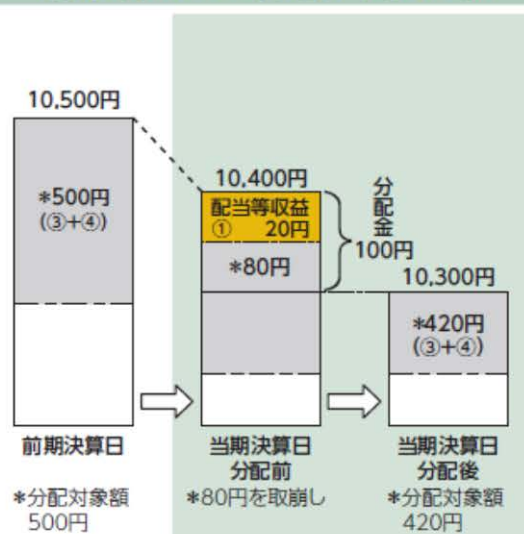 10,500円
*500円
(③+④)
前期決算日
*分配対象額
500円
10,400円
配当等収益
① 20円
*80円
分配金
100円
当期決算日
分配前
*80円を取崩し
10,300円
*420円
(③+④)
当期決算日
分配後
*分配対象額
420円